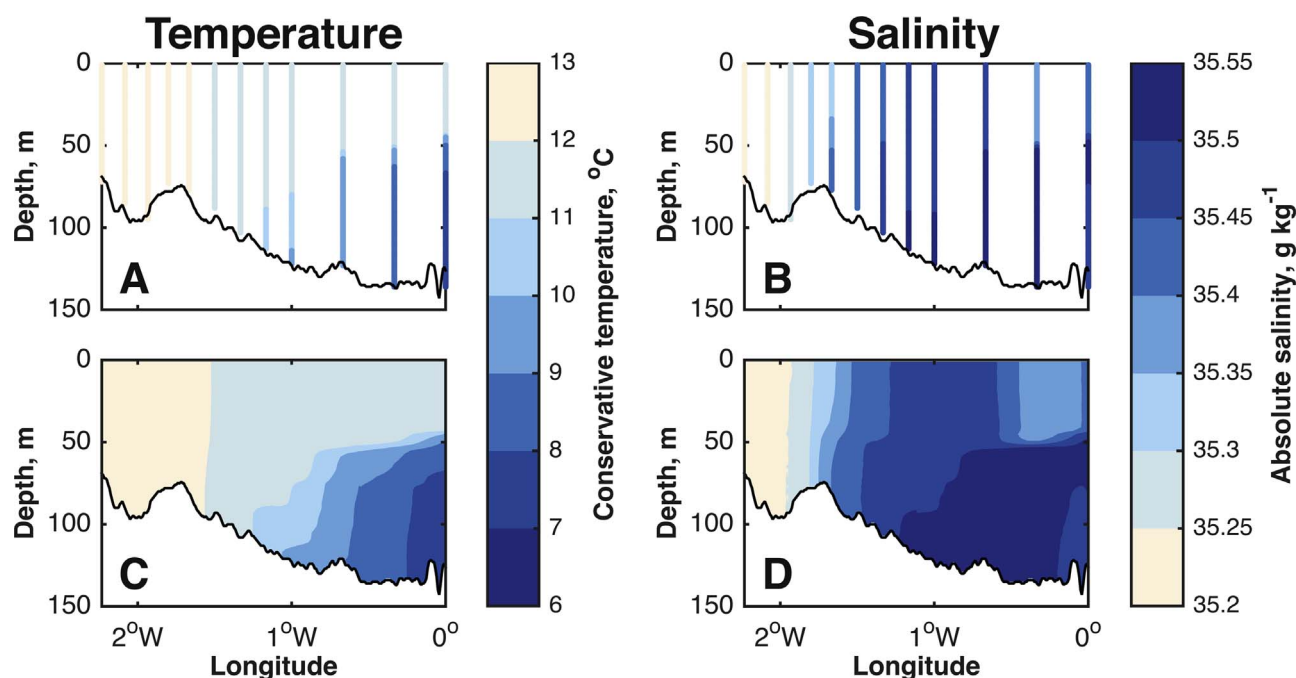 Temperature
Salinity
0
50
100
150
Depth, m
A
13
12
11
10
9
8
7
6
Conservative temperature, °C
0
50
100
150
Depth, m
B
35.55
35.5
35.45
35.4
35.35
35.3
35.25
35.2
Absolute salinity, g kg-1
0
50
100
150
Depth, m
C
2°W
1°W
0°
Longitude
0
50
100
150
Depth, m
D
2°W
1°W
0°
Longitude